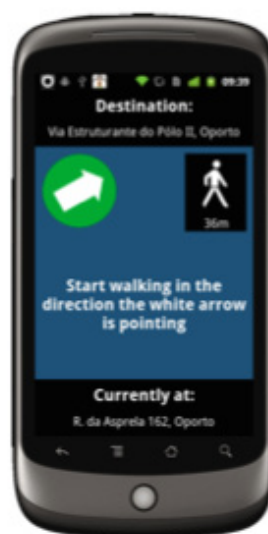 09:39
Destination:
Via Estruturante do Pólo II, Oporto
36m
Start walking in the
direction the white arrow
is pointing
Currently at:
R. da Asprela 162, Oporto